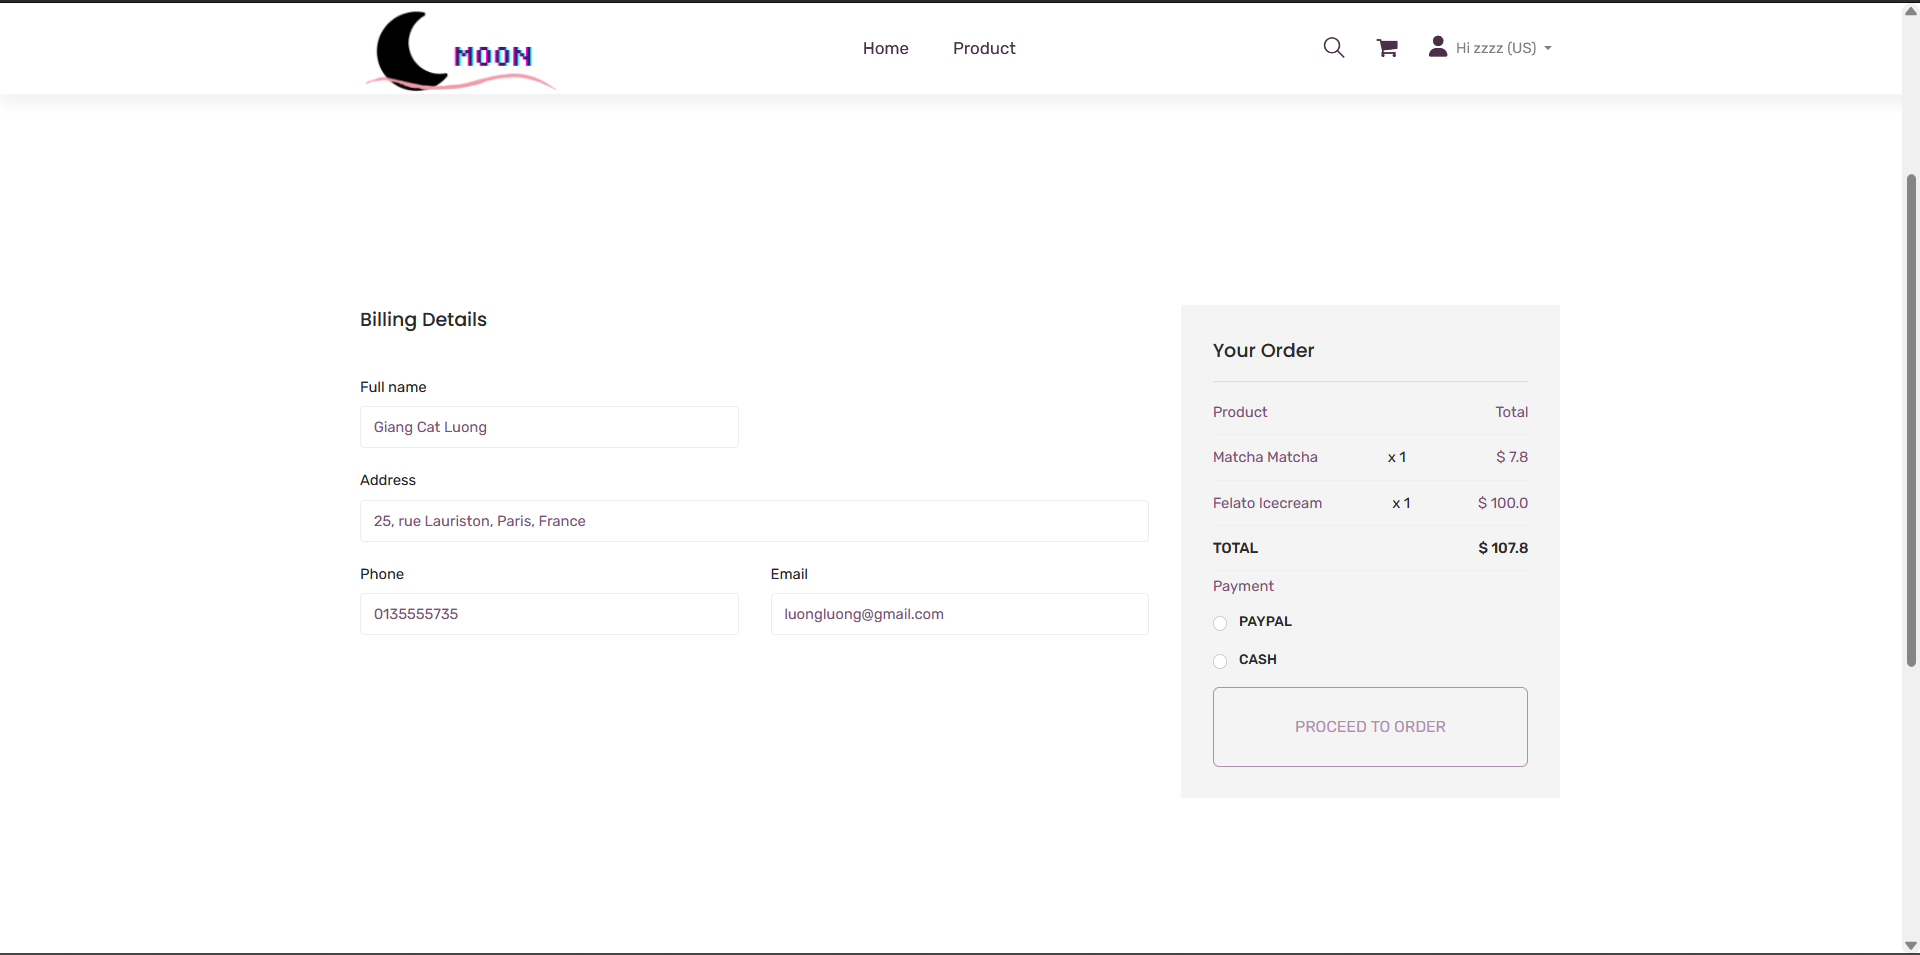 MOON
Home Product Hi zzzz (US)
Billing Details
Full name
Giang Cat Luong
Address
25, rue Lauriston, Paris, France
Phone Email
0135555735 luongluong@gmail.com
Your Order
Product Total
Matcha Matcha x 1 $ 7.8
Felato Icecream x 1 $ 100.0
TOTAL $ 107.8
Payment
PAYPAL
CASH
PROCEED TO ORDER